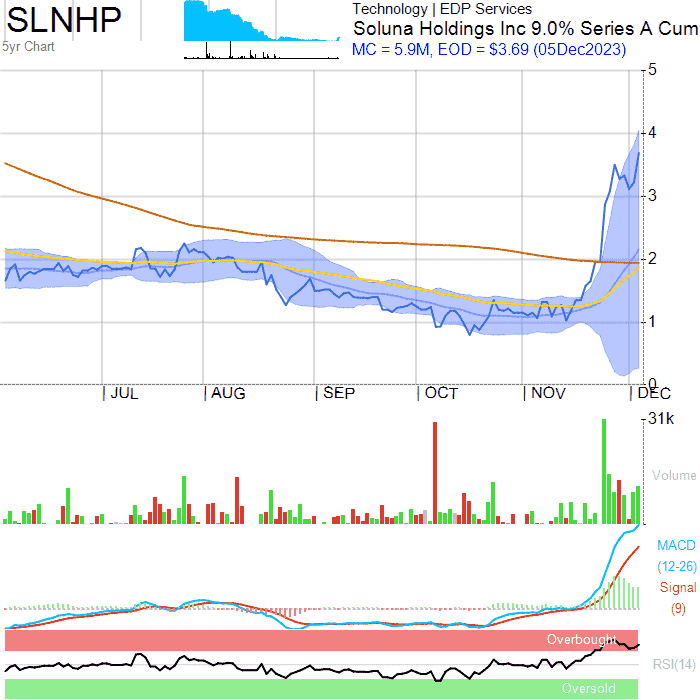 SLNHP
5yr Chart
Technology | EDP Services
Soluna Holdings Inc 9.0% Series A Cum
MC = 5.9M, EOD = $3.69 (05Dec2023)
5
4
3
2
1
0
JUL
AUG
SEP
OCT
NOV
DEC
31k
Volume
MACD
(12-26)
Signal
(9)
Overbought
RSI(14)
Oversold